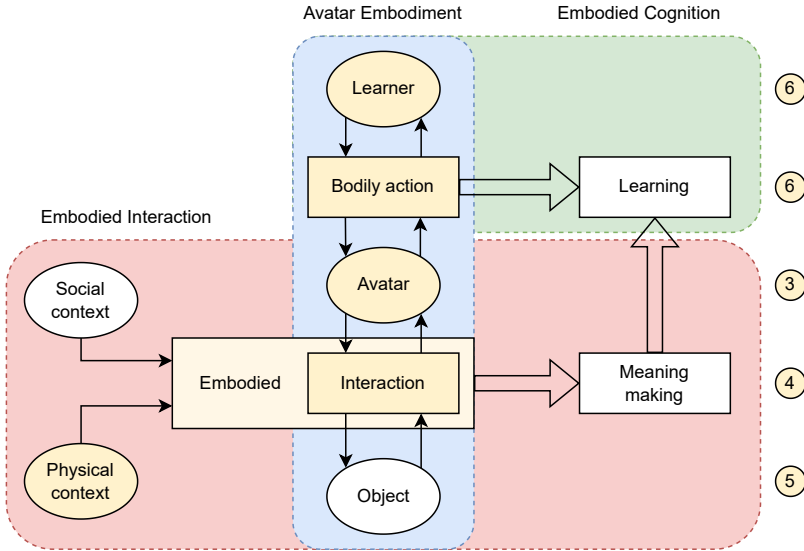 Avatar Embodiment
Embodied Cognition
Learner
6
Bodily action
Learning
6
Embodied Interaction
Social
context
Avatar
3
Embodied
Interaction
Meaning
making
4
Physical
context
Object
5